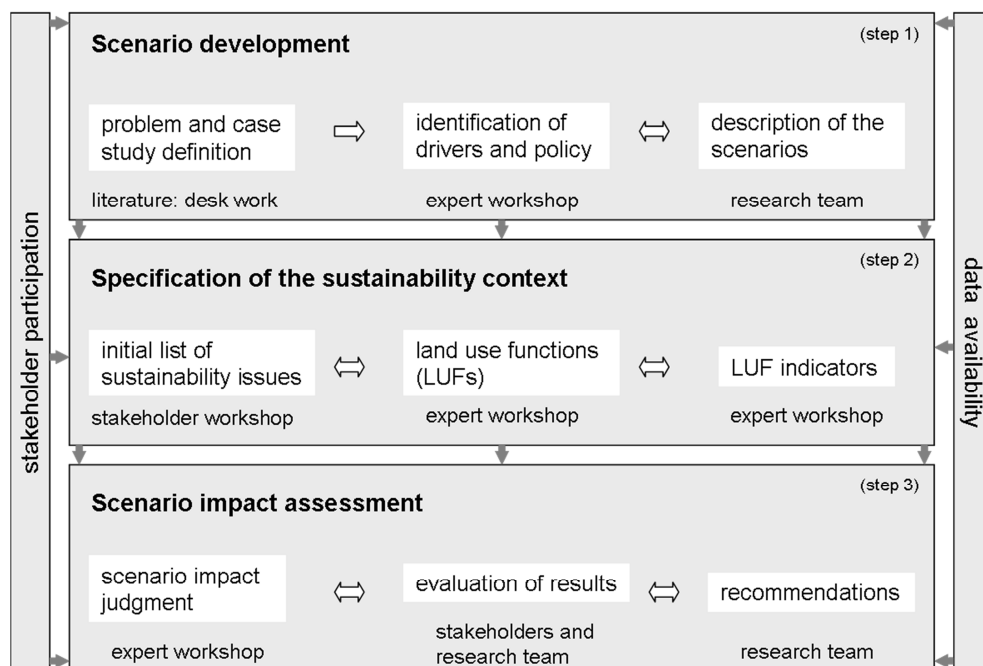 stakeholder participation
Scenario development
(step 1)
problem and case
study definition
identification of
drivers and policy
description of the
scenarios
literature: desk work
expert workshop
research team
Specification of the sustainability context
(step 2)
initial list of
sustainability issues
land use functions
(LUFs)
LUF indicators
stakeholder workshop
expert workshop
expert workshop
Scenario impact assessment
(step 3)
scenario impact
judgment
evaluation of results
recommendations
expert workshop
stakeholders and
research team
research team
data availability